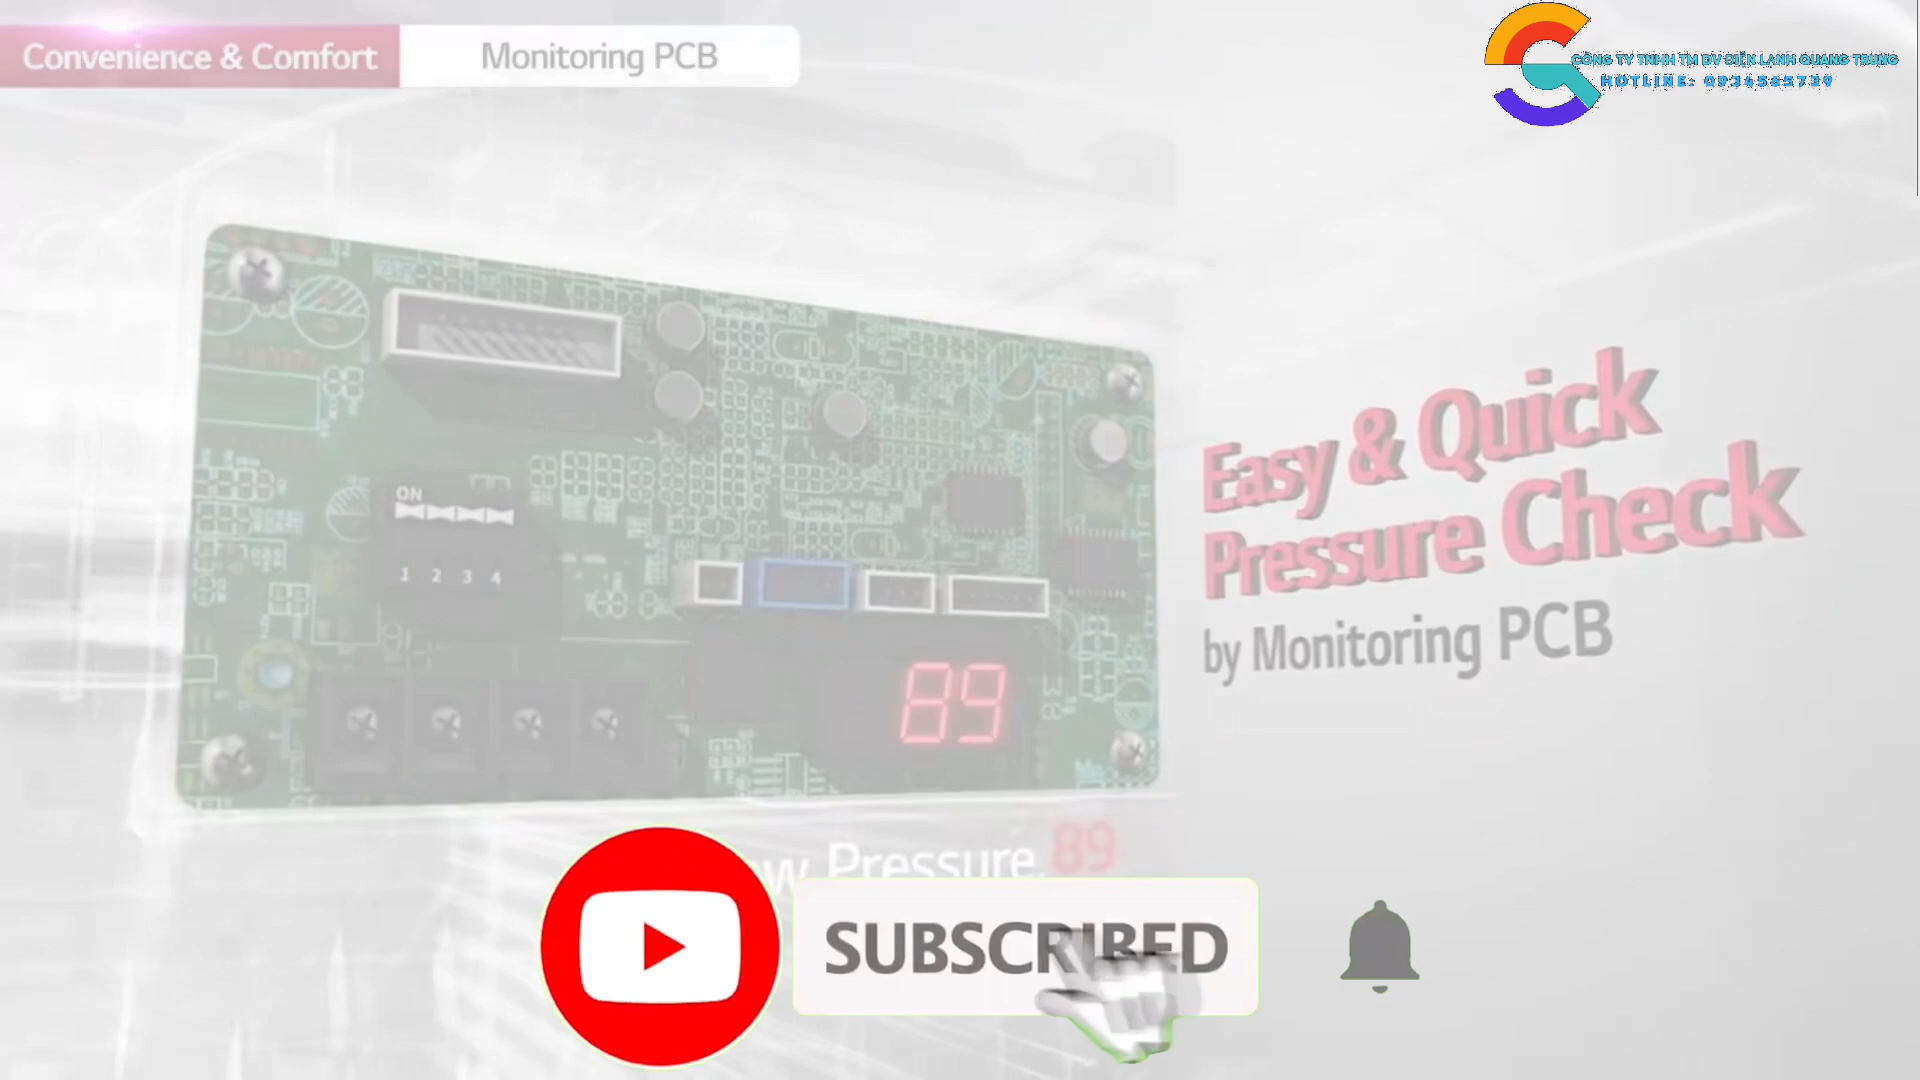 Convenience & Comfort
Monitoring PCB
CÔNG TY TNHH TM DV ĐIỆN LẠNH QUANG TRUNG
HOTLINE:
ON
1 2 3 4
89
Easy & Quick
Pressure Check
by Monitoring PCB
Pressure 89
SUBSCRIBED